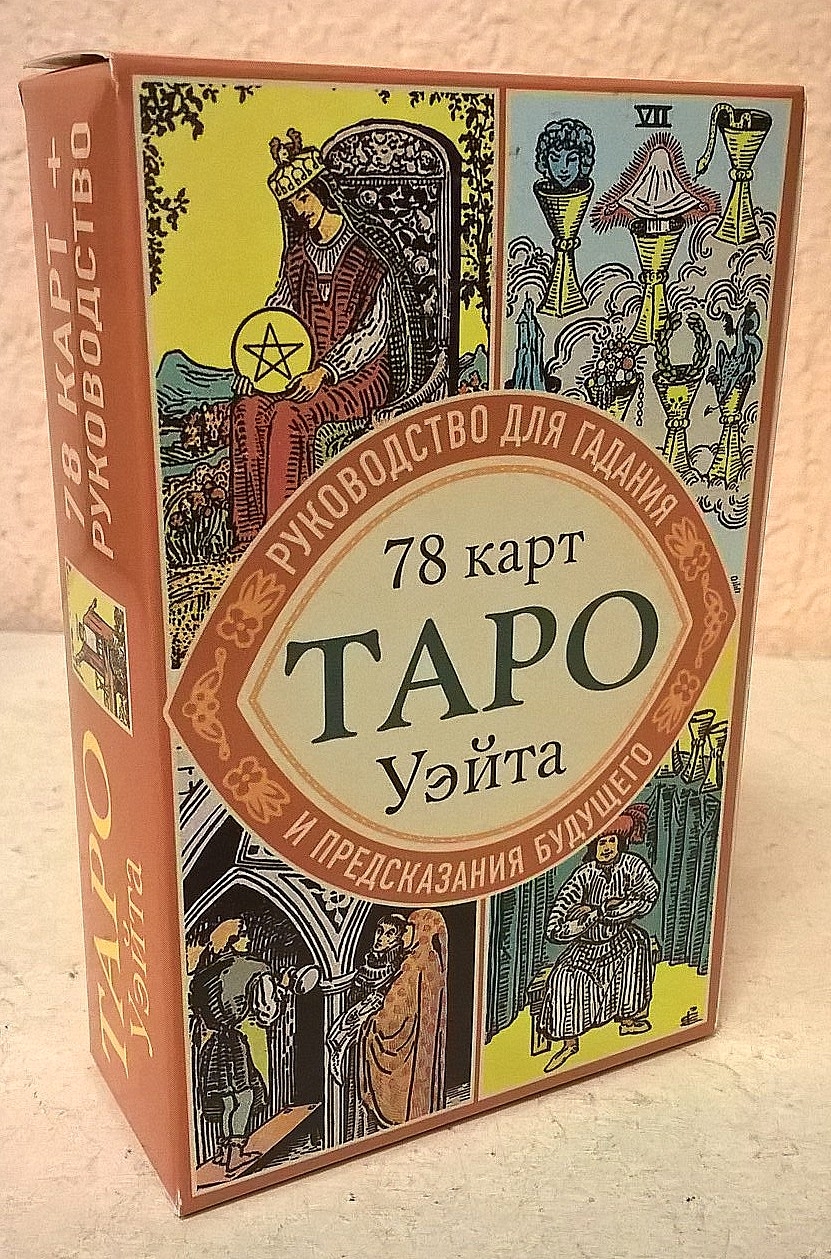 78 КАРТ +
РУКОВОДСТВО
ТАРО
Уэйта
VII
РУКОВОДСТВО ДЛЯ ГАДАНИЯ
78 карт
ТАРО
Уэйта
И ПРЕДСКАЗАНИЯ БУДУЩЕГО